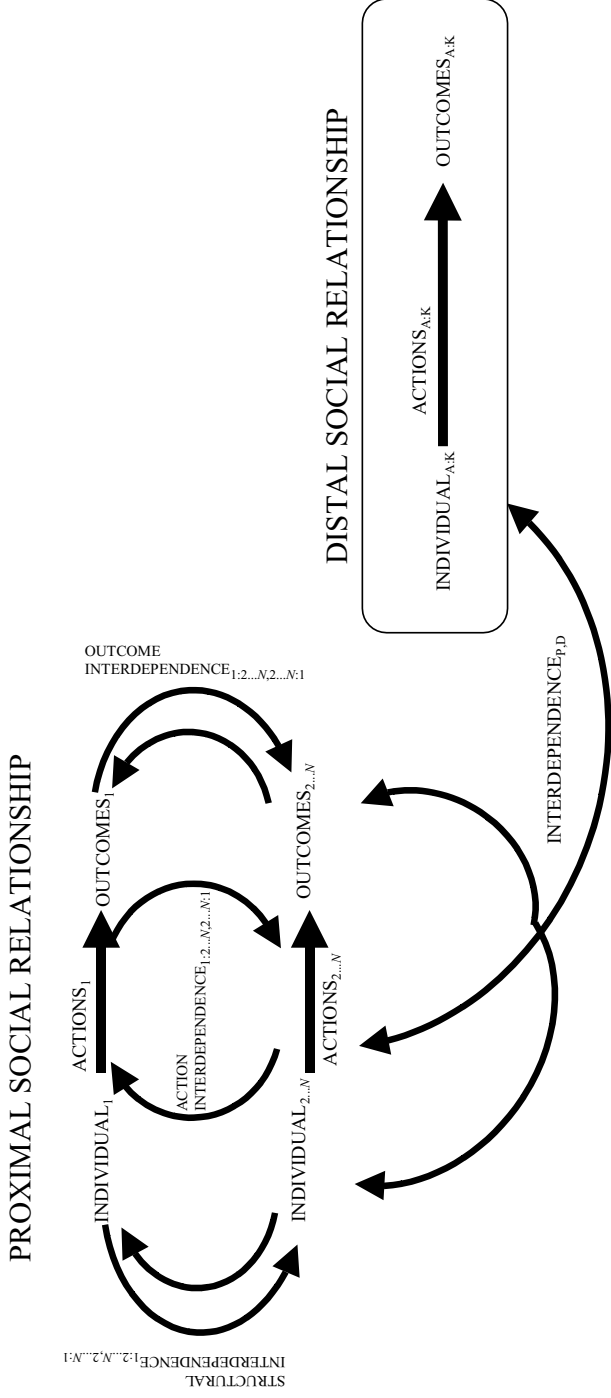 PROXIMAL SOCIAL RELATIONSHIP
STRUCTURAL
INTERDEPENDENCE1:2...N,2...N:1
INDIVIDUAL1
ACTIONS1
OUTCOMES1
OUTCOME
INTERDEPENDENCE1:2...N,2...N:1
ACTION
INTERDEPENDENCE1:2...N,2...N:1
INDIVIDUAL2...N
ACTIONS2...N
OUTCOMES2...N
INTERDEPENDENCEP,D
DISTAL SOCIAL RELATIONSHIP
INDIVIDUALA:K
ACTIONSA:K
OUTCOMESA:K